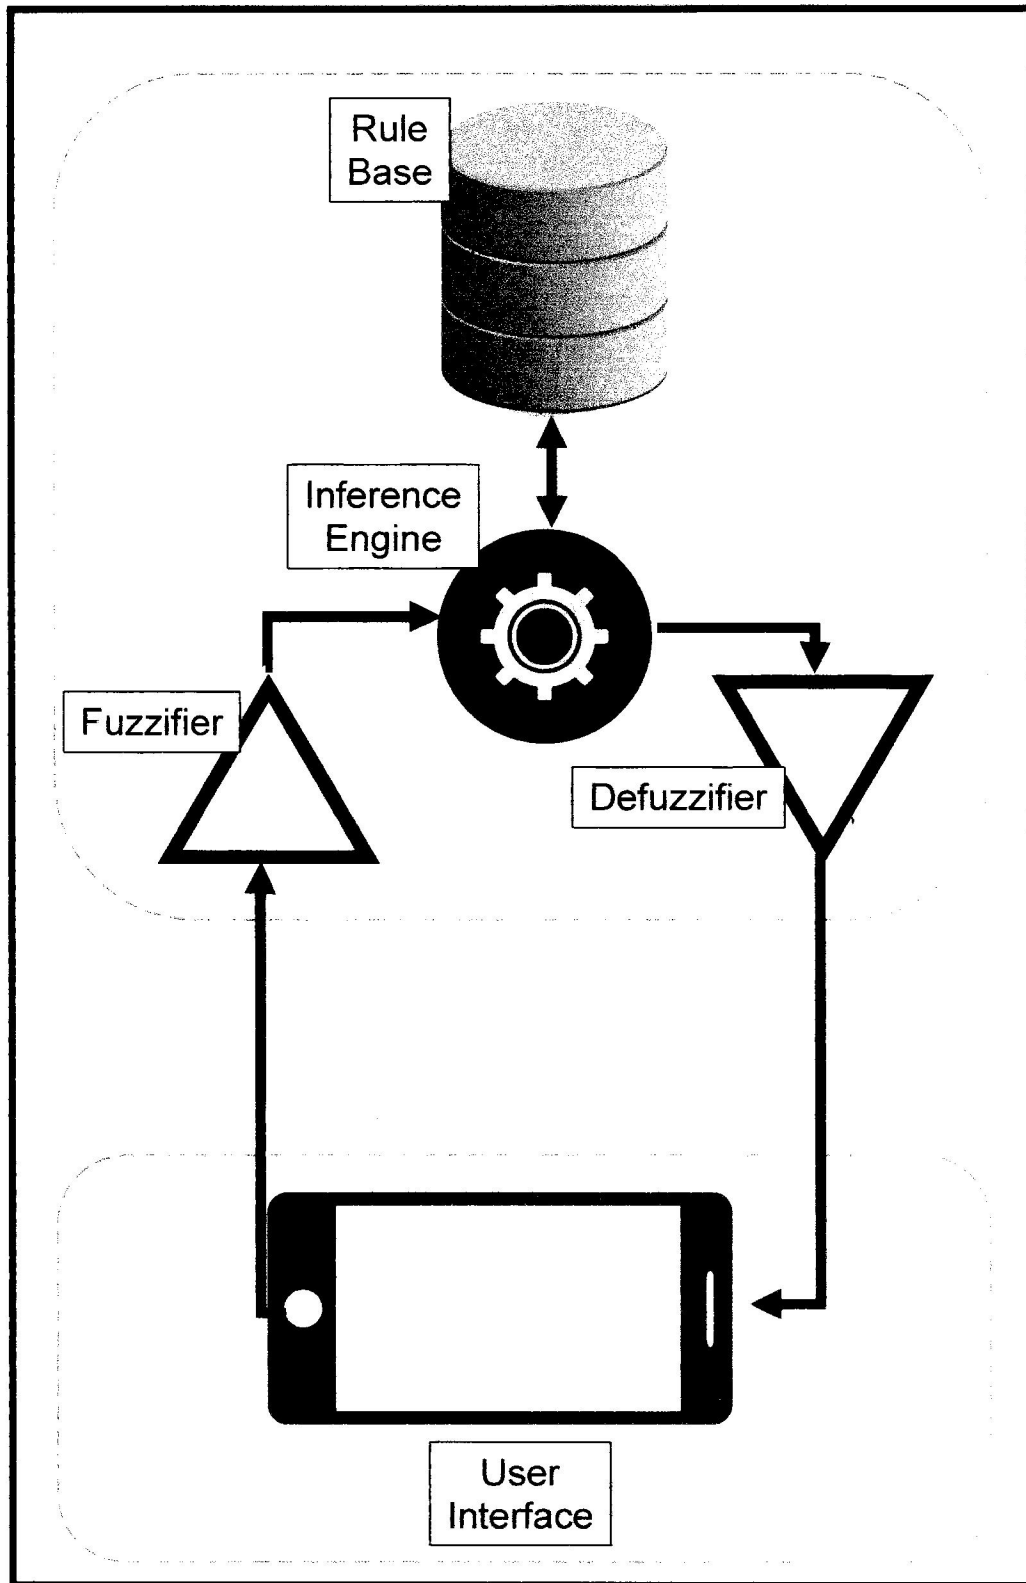 Rule
Base
Inference
Engine
Fuzzifier
Defuzzifier
User
Interface